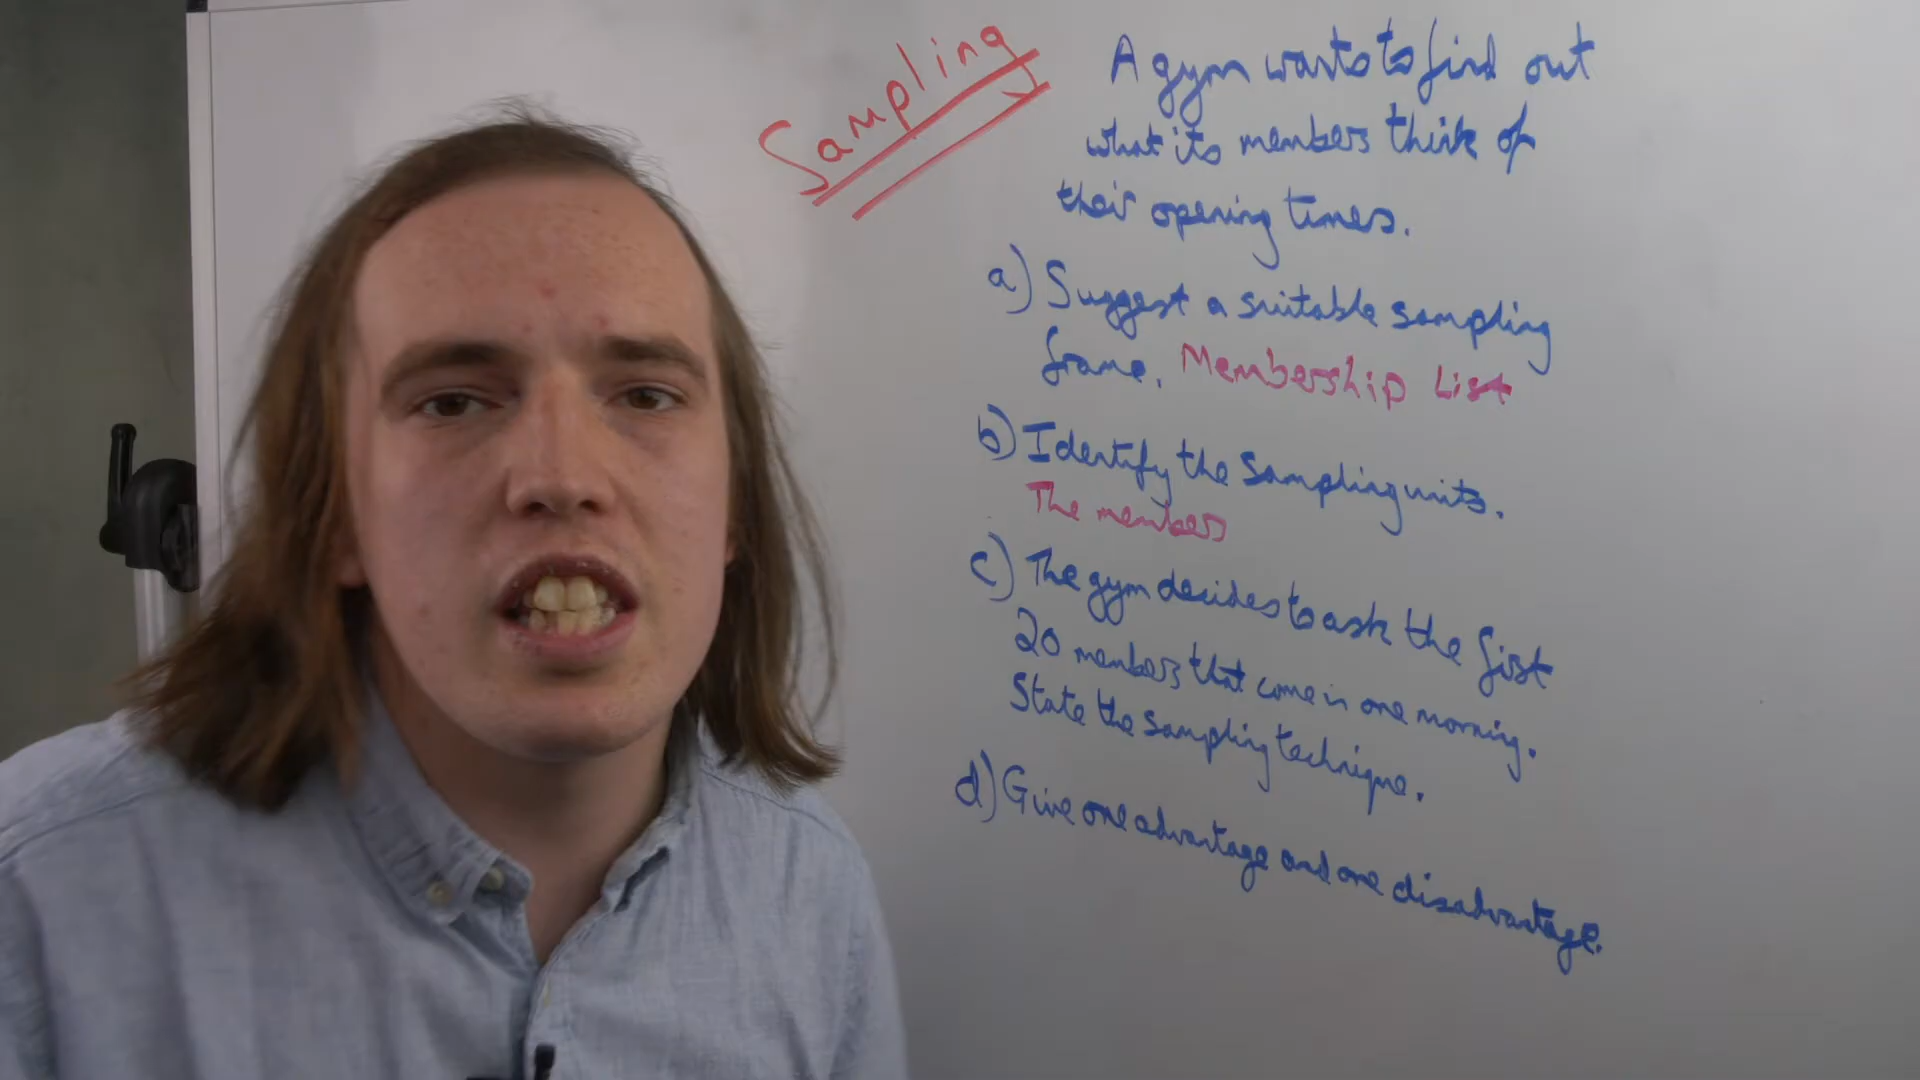 Sampling
A gym wants to find out
what its members think of
their opening times.
a) Suggest a suitable sampling
frame. Membership List
b) Identify the Sampling units.
The members
c) The gym decides to ask the first
20 members that come in one morning.
State the sampling technique.
d) Give one advantage and one disadvantage.